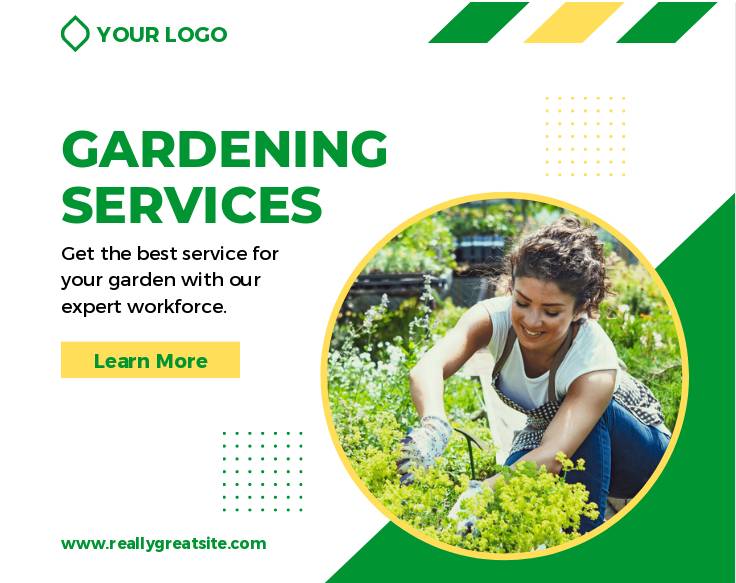 YOUR LOGO
GARDENING
SERVICES
Get the best service for
your garden with our
expert workforce.
Learn More
www.reallygreatsite.com